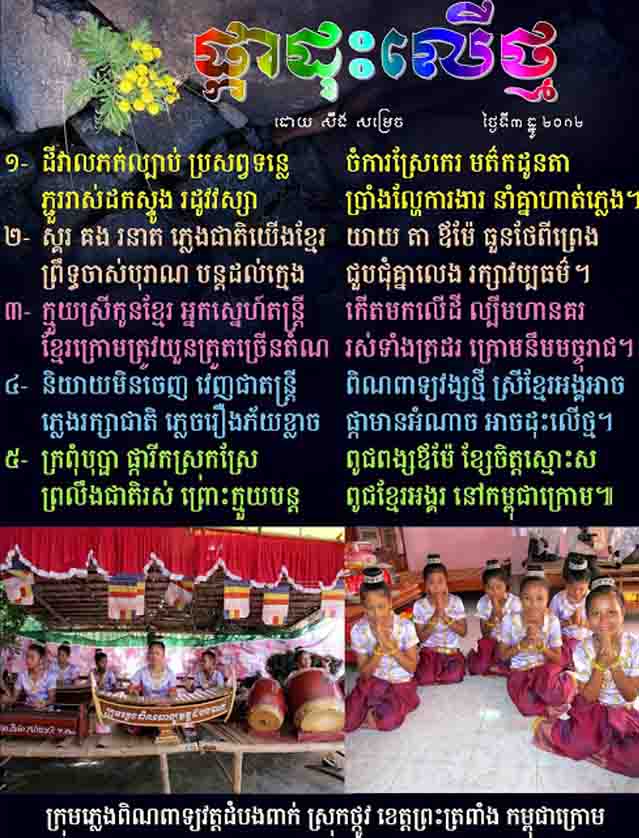 ផ្កាដុះលើថ្ម
ដោយ សឺង សម្រេច ថ្ងៃទី៣ ធ្នូ ២០១២
១- ដីវាលភក់ល្បាប់ ប្រសព្វទន្លេ ចំការស្រែកេរ មត៌កដូនតា
ភ្ជួររាស់ដកស្ទូង រដូវវស្សា ប្រាំងល្ហែការងារ នាំគ្នាហាត់ភ្លេង។
២- ស្គរ គង រនាត ភ្លេងជាតិយើងខ្មែរ យាយ តា ឪម៉ែ ធួនថែពីព្រេង
ព្រឹទ្ធចាស់បុរាណ បន្តដល់ក្មេង ជួបជុំគ្នាលេង រក្សាវប្បធម៌។
៣- ក្មួយស្រីកូនខ្មែរ អ្នកស្នេហ៍តន្ត្រី កើតមកលើដី ល្បីមហានគរ
ខ្មែរក្រោមត្រូវយួនត្រួតច្រើនតំណ រស់ទាំងត្រដរ ក្រោមនឹមមច្ចុរាជ។
៤- និយាយមិនចេញ វេញជាតន្ត្រី ពិណពាទ្យវង្សថ្មី ស្រីខ្មែរអង្គអាច
ភ្លេងរក្សាជាតិ ភ្លេចរឿងភ័យខ្លាច ផ្កាមានអំណាច អាចដុះលើថ្ម។
៥- ក្រពុំបុប្ផា ផ្ការីកស្រុកស្រែ ពូជពង្សឪម៉ែ ខ្សែចិត្តស្មោះស
ព្រលឹងជាតិរស់ ព្រោះក្មួយបន្ត ពូជខ្មែរអង្គរ នៅកម្ពុជាក្រោម៕
ក្រុមភ្លេងពិណពាទ្យវត្តដំបងពាក់ ស្រុកថ្កូវ ខេត្តព្រះត្រពាំង កម្ពុជាក្រោម